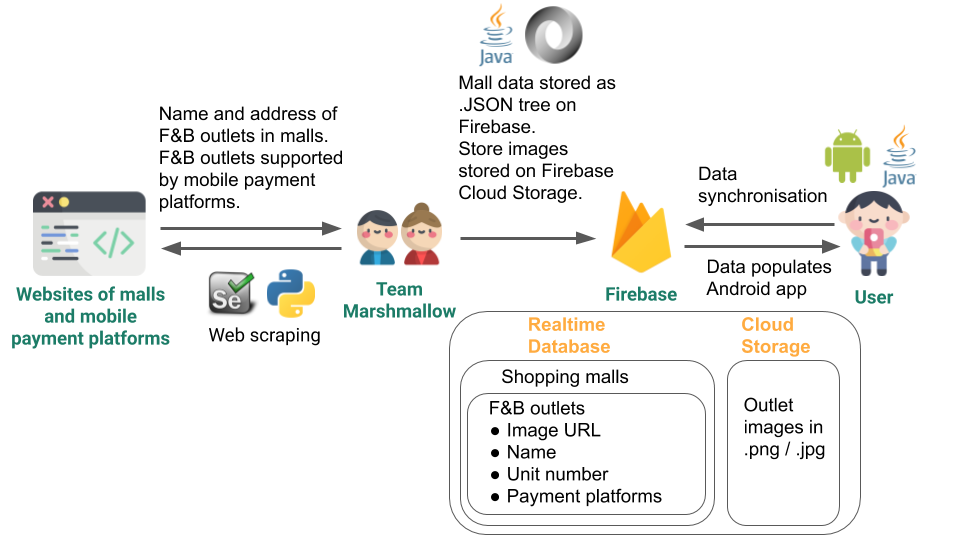 Java
Mall data stored as
.JSON tree on
Firebase.
Store images
stored on Firebase
Cloud Storage.
Name and address of
F&B outlets in malls.
F&B outlets supported
by mobile payment
platforms.
Java
Data
synchronisation
</>
Se
Web scraping
Websites of malls
and mobile
payment platforms
Team
Marshmallow
Firebase
Data populates
Android app
User
Realtime
Database
Shopping malls
F&B outlets
● Image URL
● Name
● Unit number
● Payment platforms
Cloud
Storage
Outlet
images in
.png / .jpg